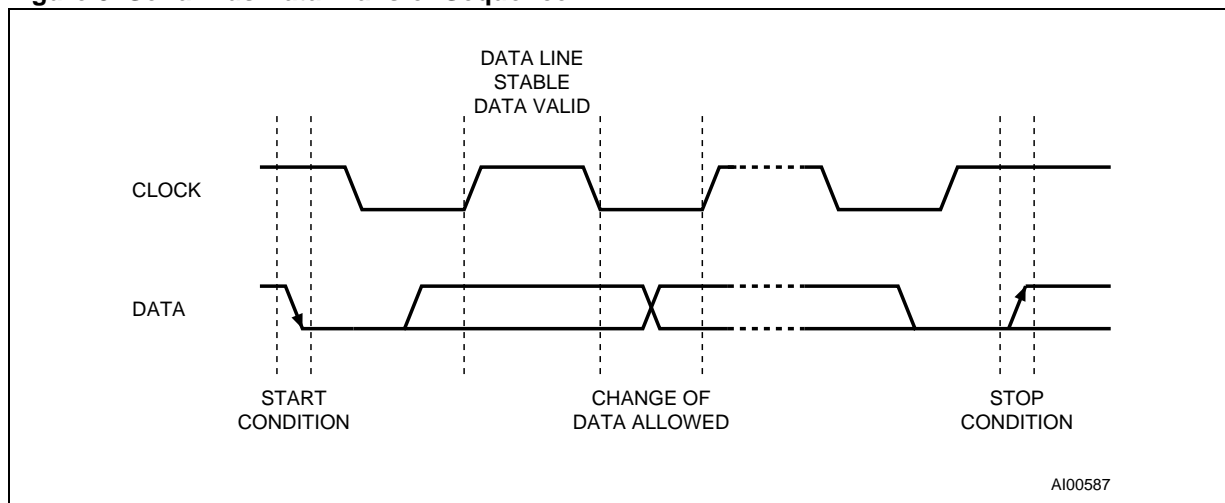 DATA LINE
STABLE
DATA VALID
CLOCK
DATA
START
CONDITION
CHANGE OF
DATA ALLOWED
STOP
CONDITION
AI00587